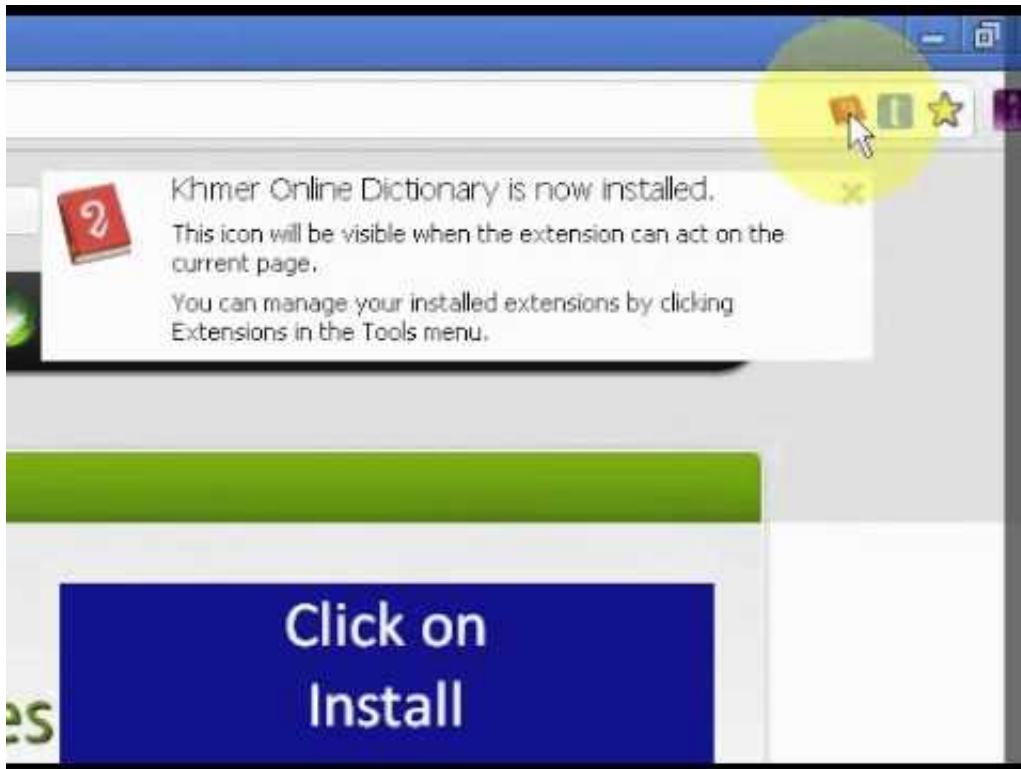 Khmer Online Dictionary is now installed.
This icon will be visible when the extension can act on the
current page.
You can manage your installed extensions by clicking
Extensions in the Tools menu.
Click on
Install
es